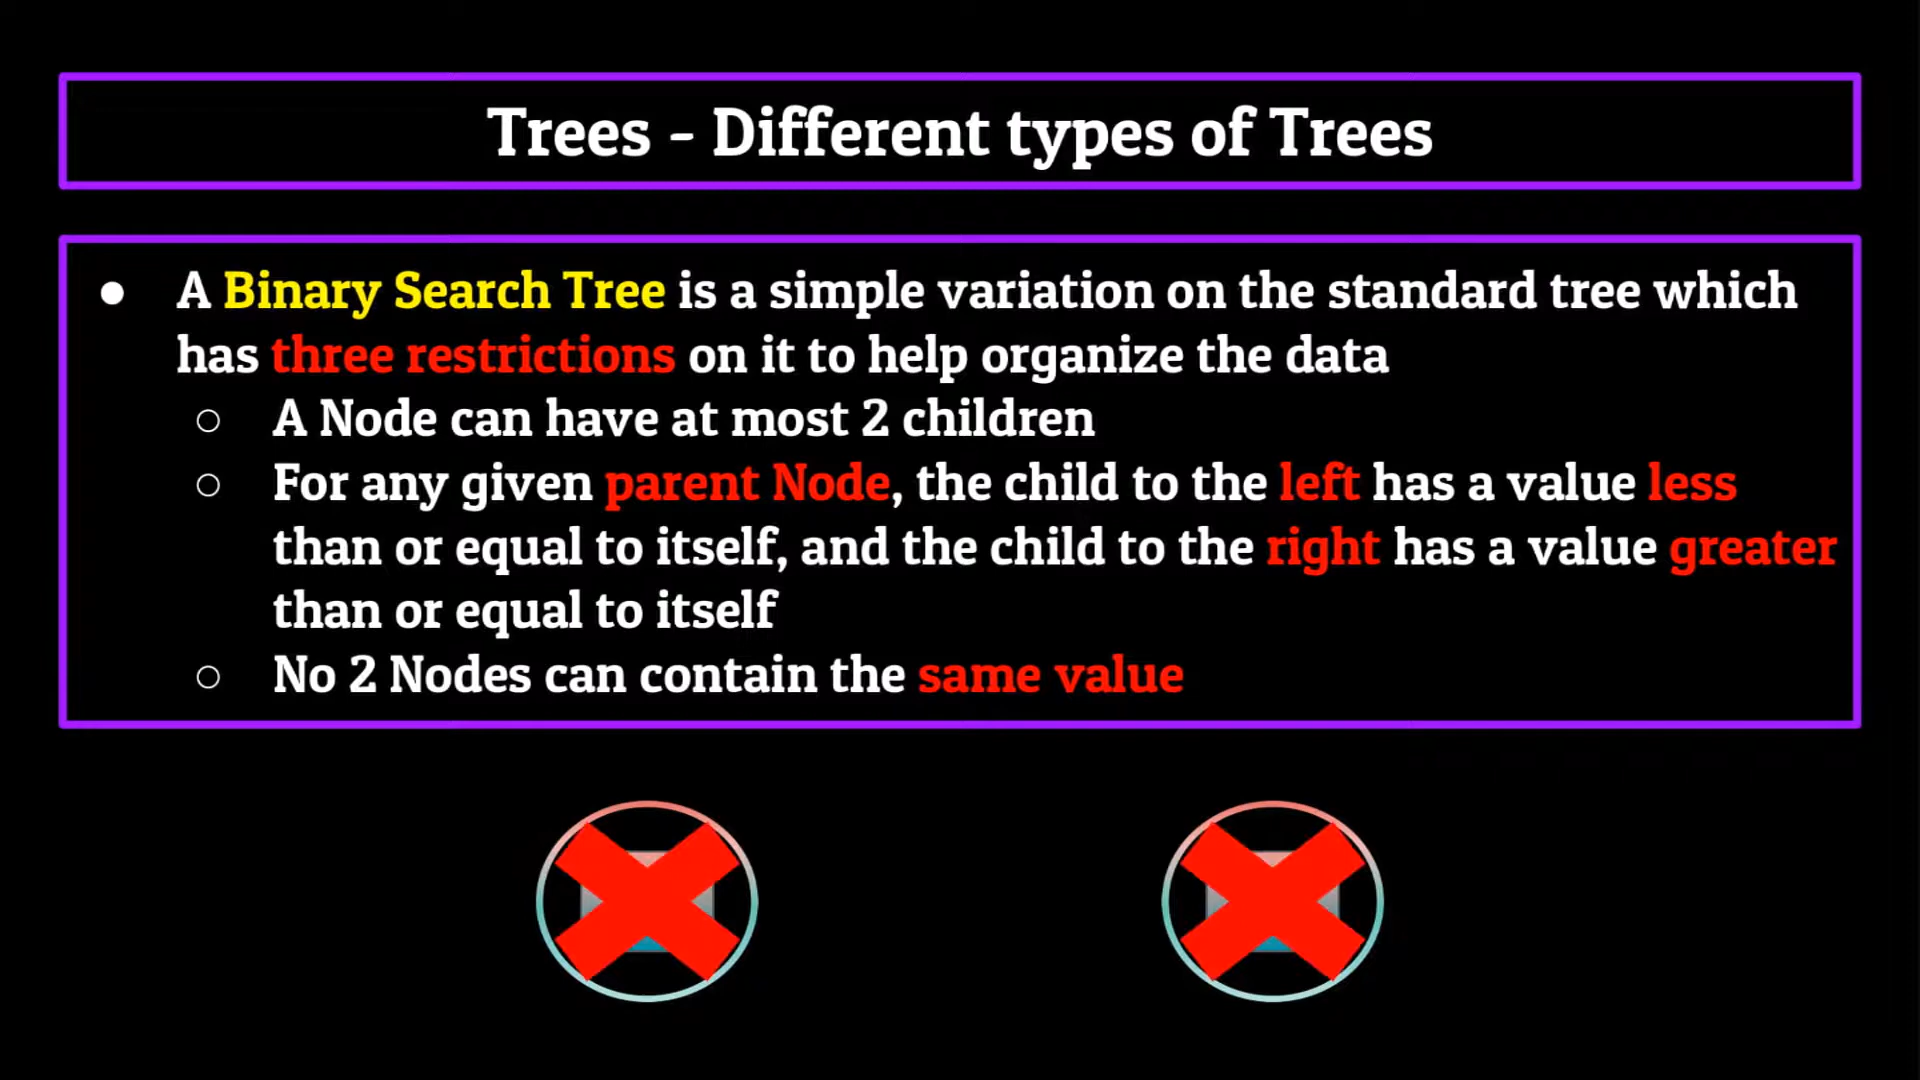 Trees - Different types of Trees
● A Binary Search Tree is a simple variation on the standard tree which
has three restrictions on it to help organize the data
○ A Node can have at most 2 children
○ For any given parent Node, the child to the left has a value less
than or equal to itself, and the child to the right has a value greater
than or equal to itself
○ No 2 Nodes can contain the same value